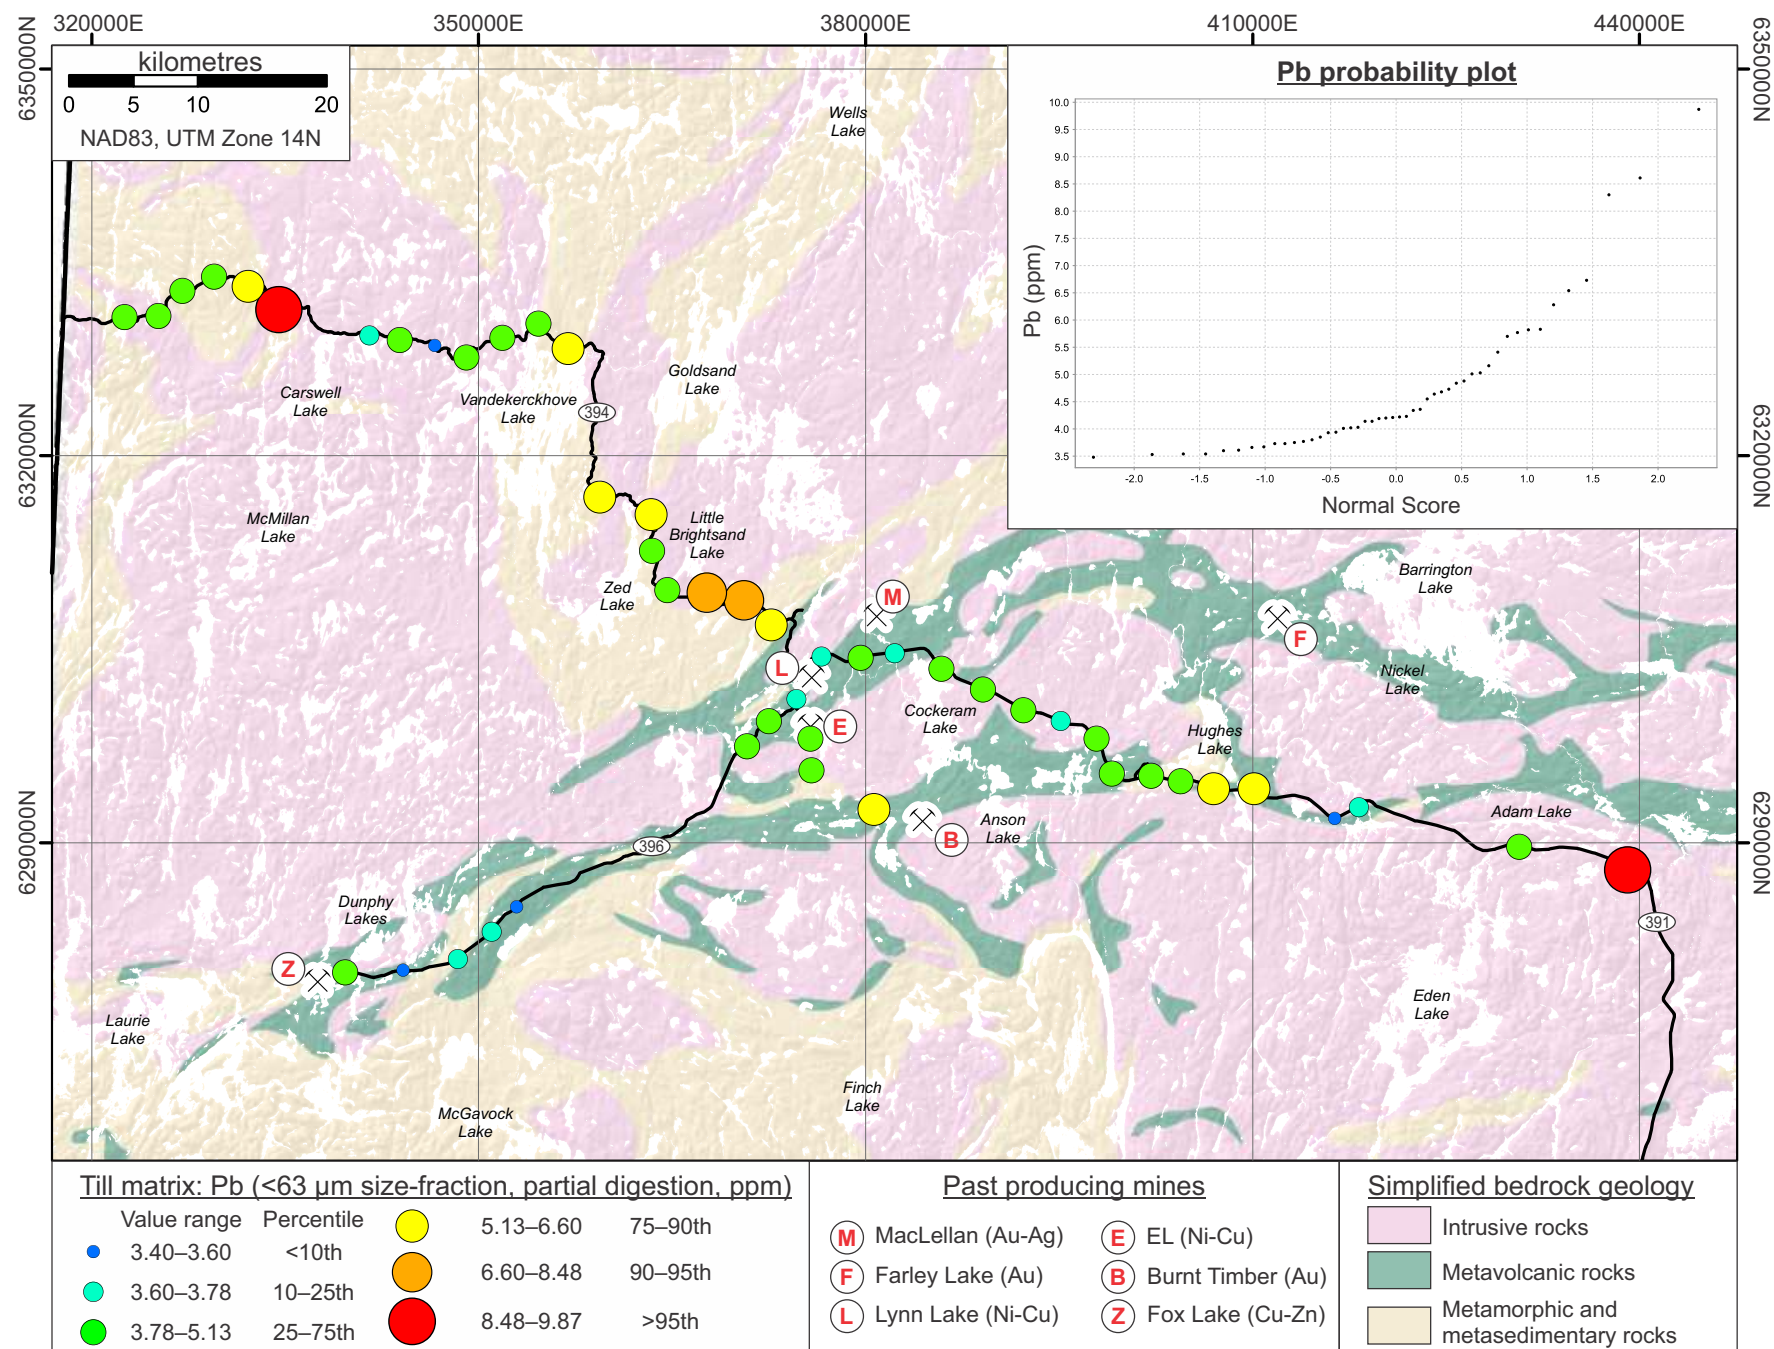 320000E 350000E 380000E 4100000E 440000E
6350000N 6350000N
kilometres
0 5 10 20
NAD83, UTM Zone 14N
Pb probability plot
10.0
9.5
9.0
8.5
8.0
7.5
7.0
6.5
6.0
5.5
5.0
4.5
4.0
3.5
Pb (ppm)
-2.0 -1.5 -1.0 -0.5 0.0 0.5 1.0 1.5 2.0
Normal Score
Wells
Lake
Goldsand
Lake
Carswell
Lake
Vandekerckhove
Lake
394
6320000N 6320000N
McMillan
Lake
Little
Brightsand
Lake
Zed
Lake
Barrington
Lake
M
F
L
Nickel
Lake
Cockeram
Lake
E
Hughes
Lake
Anson
Lake
Adam Lake
B
6290000N 6290000N
396
Dunphy
Lakes
391
Z
Laurie
Lake
Eden
Lake
Finch
Lake
McGavock
Lake
Till matrix: Pb (<63 µm size-fraction, partial digestion, ppm)
Value range Percentile
3.40–3.60 <10th
3.60–3.78 10–25th
3.78–5.13 25–75th
5.13–6.60 75–90th
6.60–8.48 90–95th
8.48–9.87 >95th
Past producing mines
M MacLellan (Au-Ag)
F Farley Lake (Au)
L Lynn Lake (Ni-Cu)
E EL (Ni-Cu)
B Burnt Timber (Au)
Z Fox Lake (Cu-Zn)
Simplified bedrock geology
Intrusive rocks
Metavolcanic rocks
Metamorphic and
metasedimentary rocks